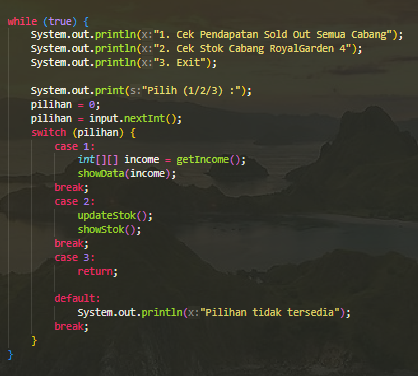 while (true) {
System.out.println(x:"1. Cek Pendapatan Sold Out Semua Cabang");
System.out.println(x:"2. Cek Stok Cabang RoyalGarden 4");
System.out.println(x:"3. Exit");
System.out.print(s:"Pilih (1/2/3) :");
pilihan = 0;
pilihan = input.nextInt();
switch (pilihan) {
case 1:
int[][] income = getIncome();
showData(income);
break;
case 2:
updateStok();
showStok();
break;
case 3:
return;
default:
System.out.println(x:"Pilihan tidak tersedia");
break;
}
}